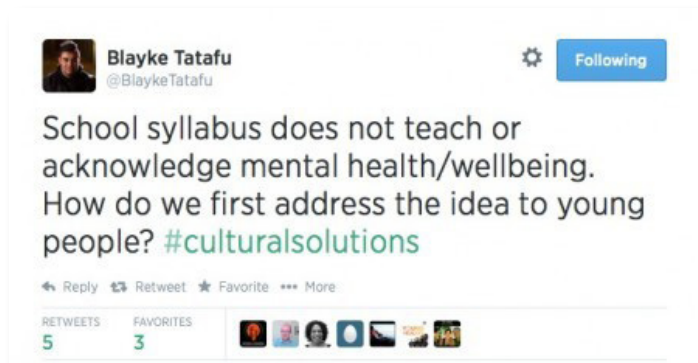 Blayke Tatafu
@BlaykeTatafu
Following
School syllabus does not teach or
acknowledge mental health/wellbeing.
How do we first address the idea to young
people? #culturalsolutions
Reply Retweet Favorite More
RETWEETS FAVORITES
5 3